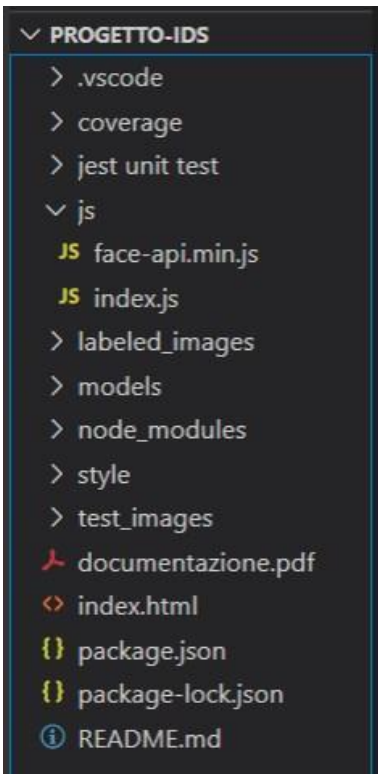 PROGETTO-IDS
.vscode
coverage
jest unit test
js
JS face-api.min.js
JS index.js
labeled_images
models
node_modules
style
test_images
documentazione.pdf
<> index.html
{} package.json
{} package-lock.json
README.md